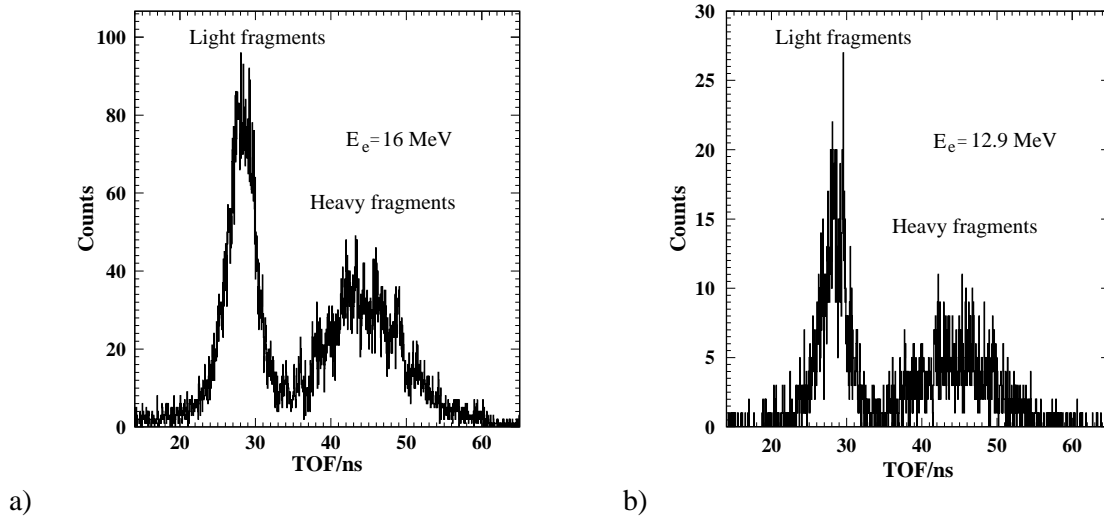 Light fragments
E_e=16 MeV
Heavy fragments
Counts
100
80
60
40
20
0
20 30 40 50 60
TOF/ns
a)
Light fragments
E_e=12.9 MeV
Heavy fragments
Counts
30
25
20
15
10
5
0
20 30 40 50 60
TOF/ns
b)